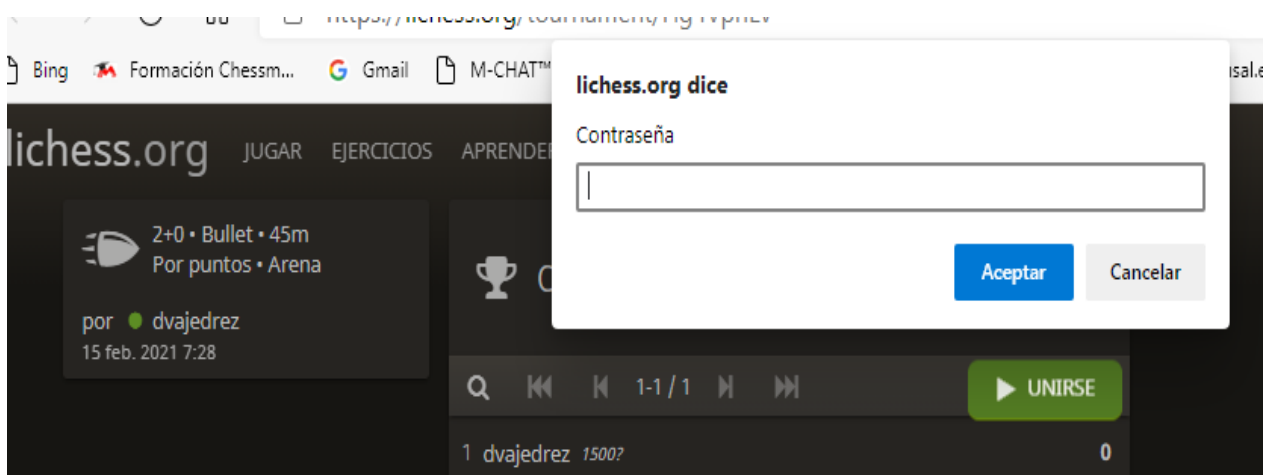 Bing Formación Chessm... Gmail M-CHAT™
lichess.org dice
Contraseña
Aceptar Cancelar
lichess.org JUGAR EJERCICIOS
2+0 • Bullet • 45m
Por puntos • Arena
por dvajedrez
15 feb. 2021 7:28
1-1 / 1
UNIRSE
1 dvajedrez 1500? 0